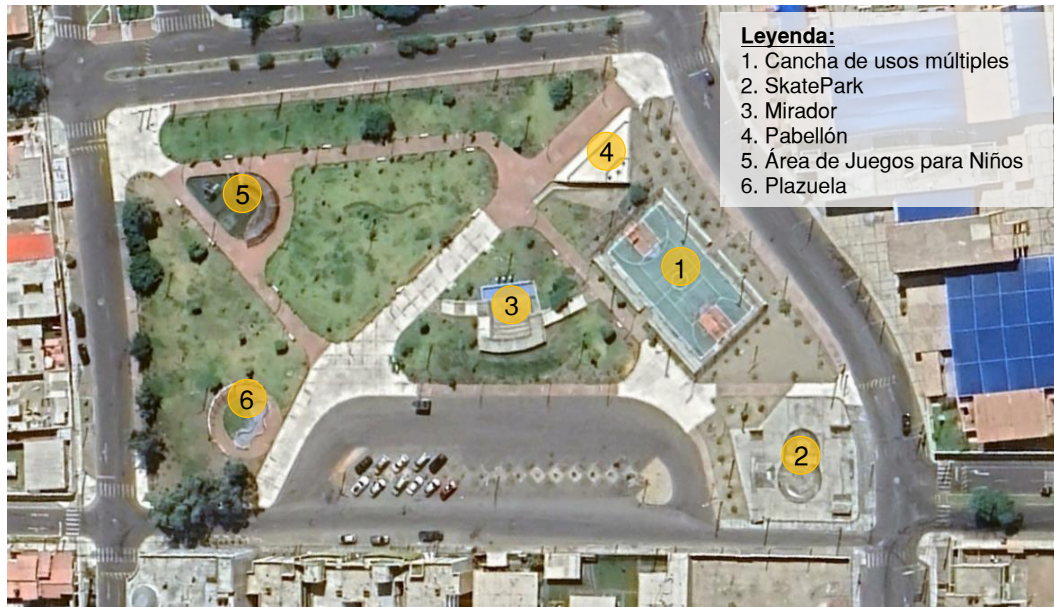 Leyenda:
1. Cancha de usos múltiples
2. SkatePark
3. Mirador
4. Pabellón
5. Área de Juegos para Niños
6. Plazuela
4
5
1
3
6
2